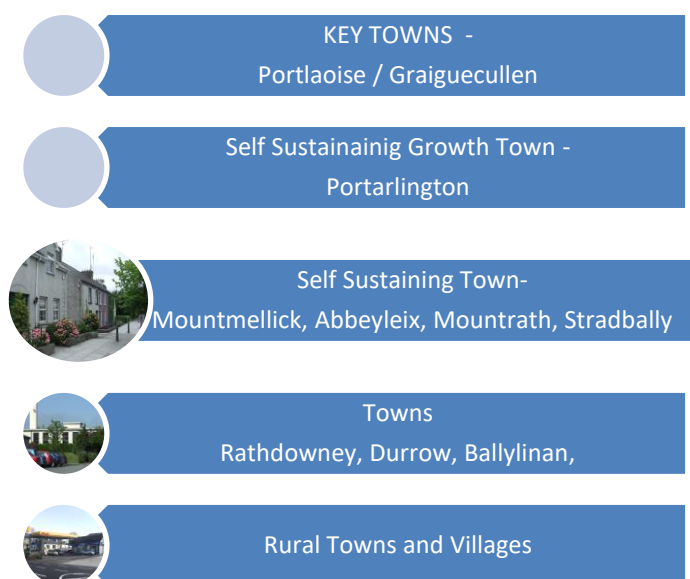 KEY TOWNS -
Portlaoise / Graiguecullen
Self Sustainainig Growth Town -
Portarlington
Self Sustaining Town-
Mountmellick, Abbeyleix, Mountrath, Stradbally
Towns
Rathdowney, Durrow, Ballylinan,
Rural Towns and Villages